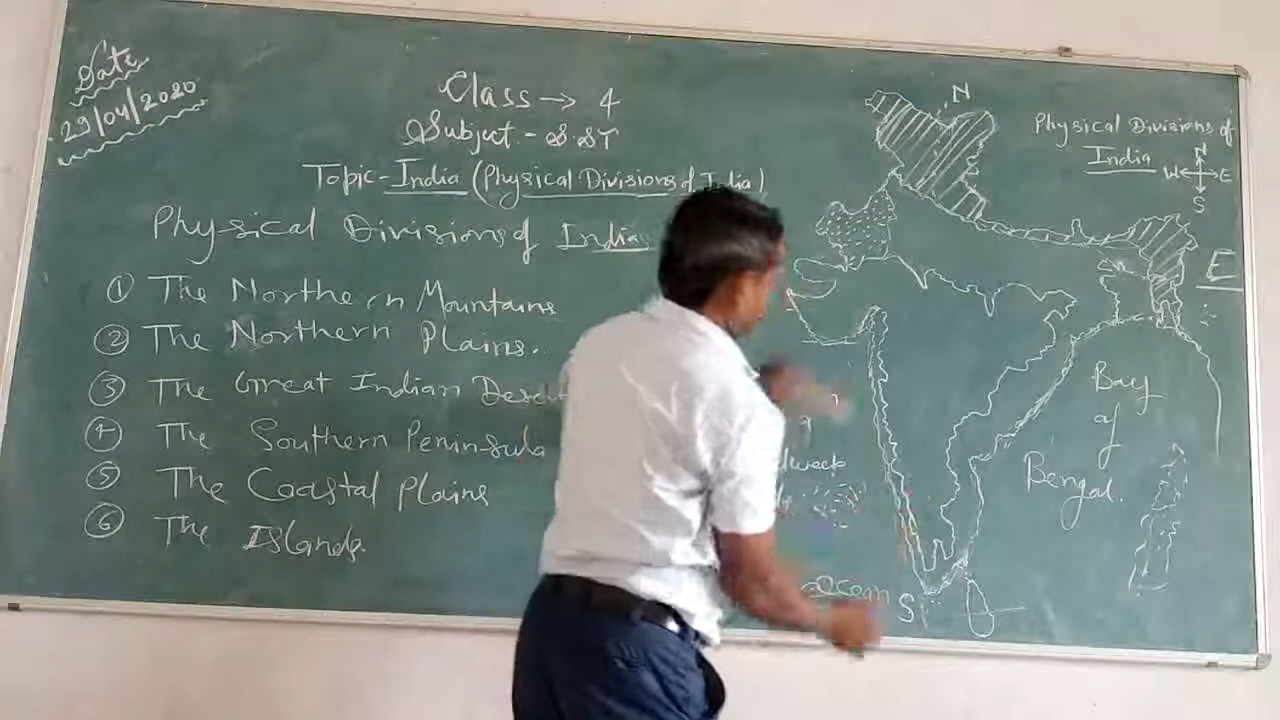 Date
29/04/2020
Class → 4
Subject - S.ST
Topic - India (Physical Divisions of India)
Physical Divisions of India
① The Northern Mountains
② The Northern Plains.
③ The Great Indian Desert
④ The Southern Peninsula
⑤ The Coastal Plains
⑥ The Islands.
N
Physical Divisions of
India
N
W E
S
E
Bay
of
Bengal.
Ocean
S